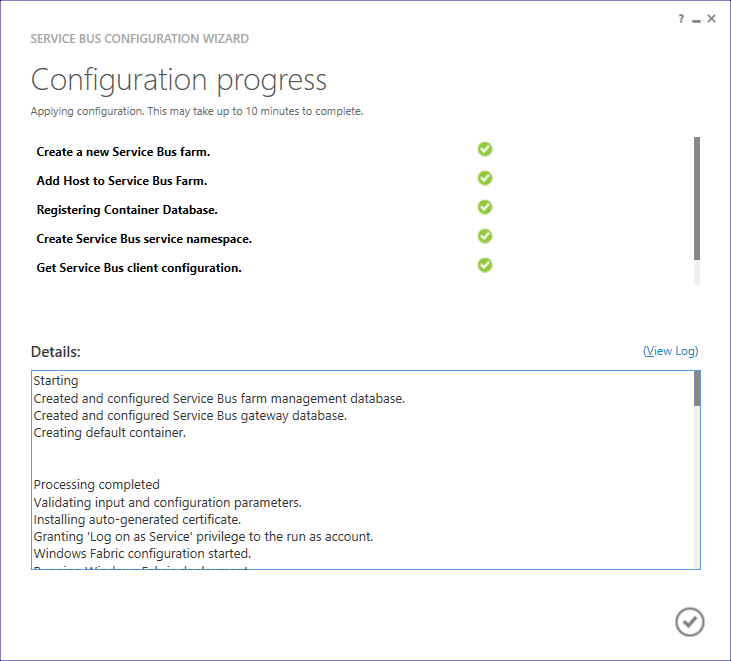 ?
SERVICE BUS CONFIGURATION WIZARD
Configuration progress
Applying configuration. This may take up to 10 minutes to complete.
Create a new Service Bus farm.
Add Host to Service Bus Farm.
Registering Container Database.
Create Service Bus service namespace.
Get Service Bus client configuration.
Details:
(View Log)
Starting
Created and configured Service Bus farm management database.
Created and configured Service Bus gateway database.
Creating default container.
Processing completed
Validating input and configuration parameters.
Installing auto-generated certificate.
Granting 'Log on as Service' privilege to the run as account.
Windows Fabric configuration started.
Running Windows Fabric deployment.